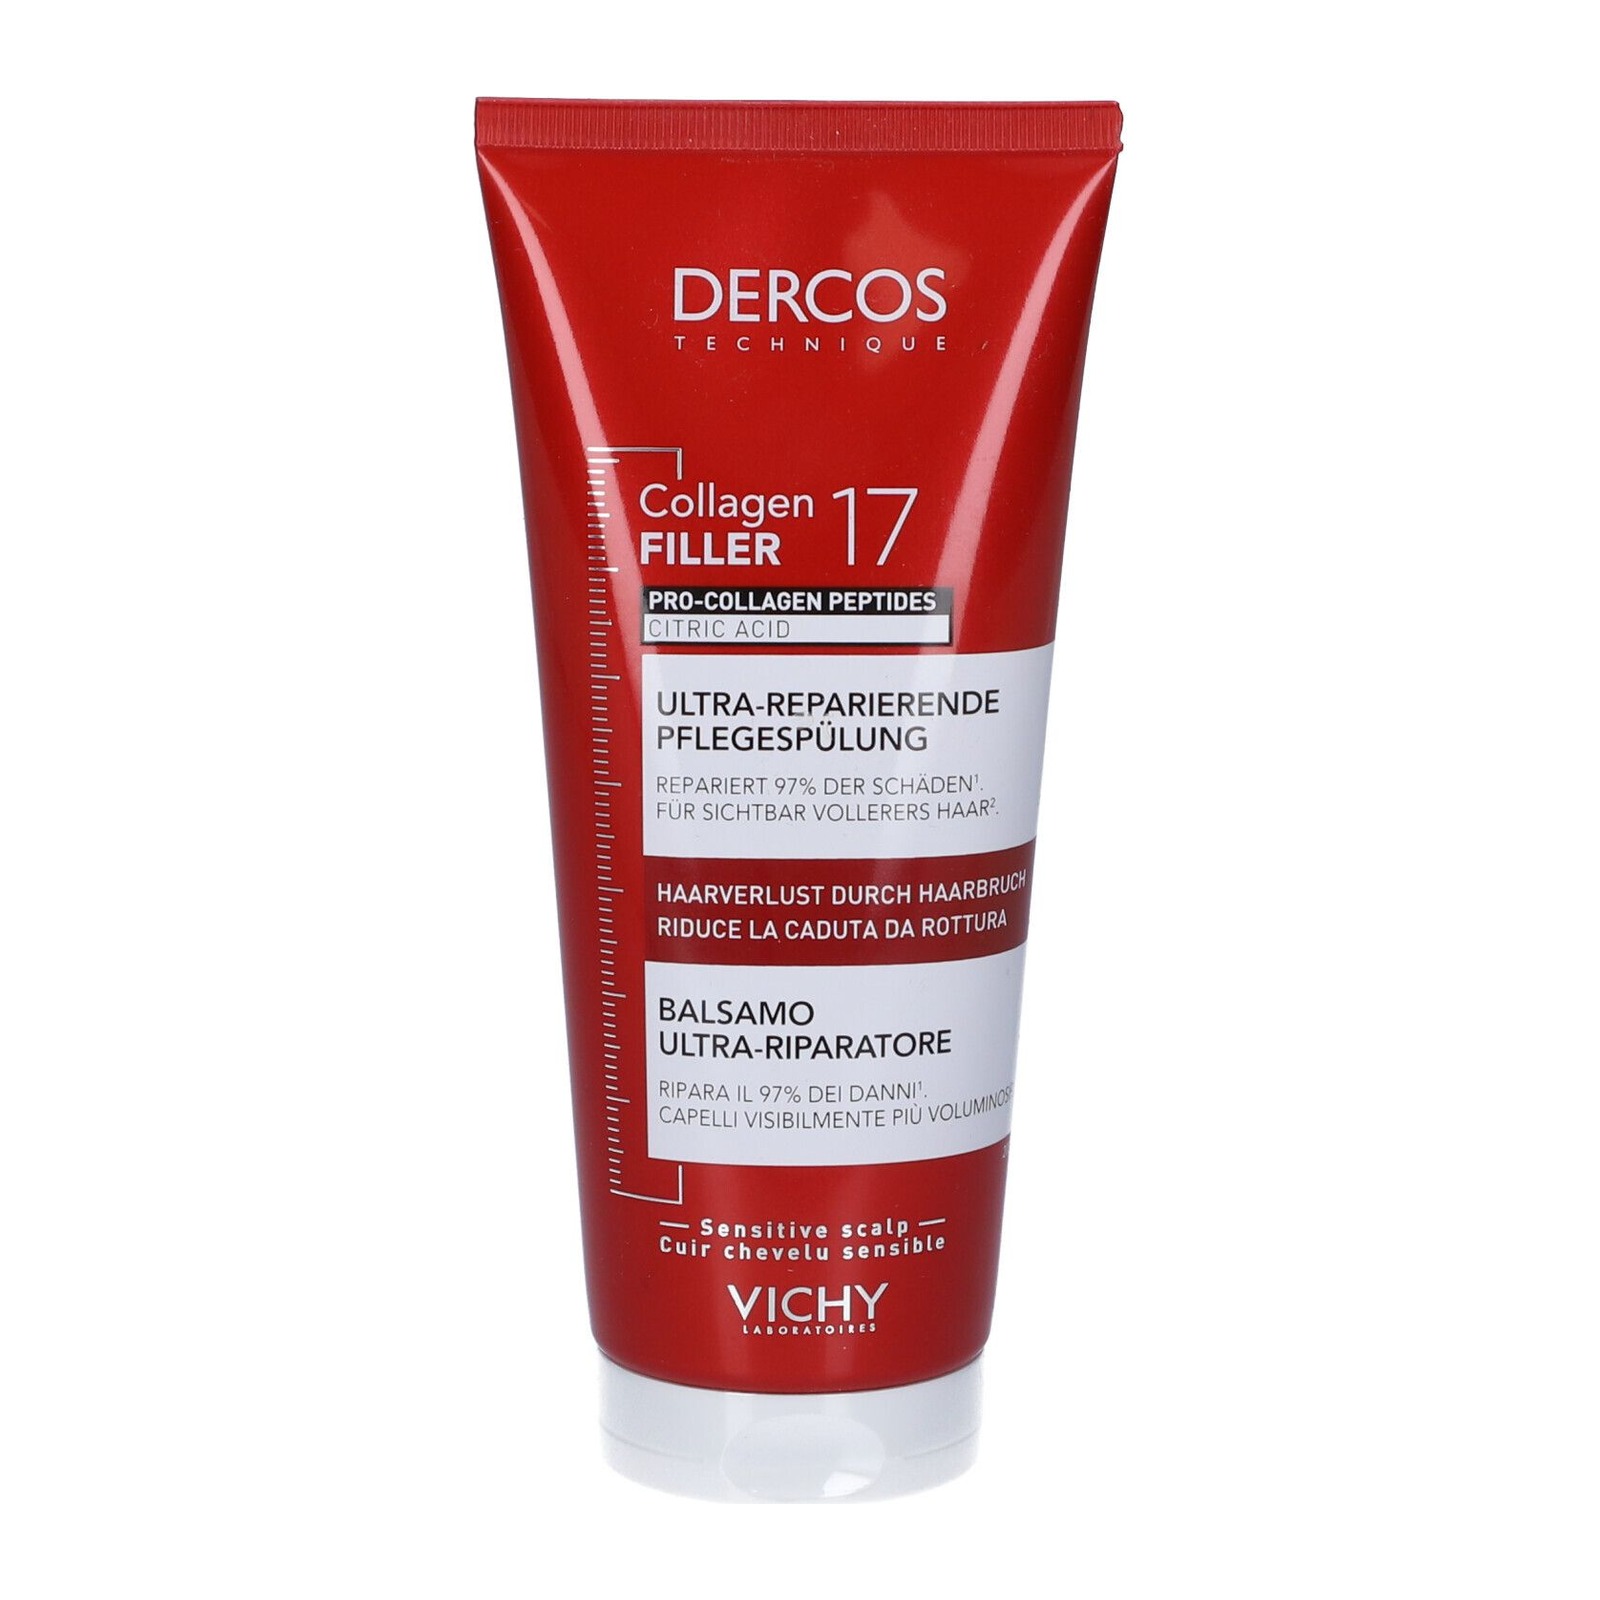 DERCOS
TECHNIQUE
Collagen 17
FILLER
PRO-COLLAGEN PEPTIDES
CITRIC ACID
ULTRA-REPARIERENDE
PFLEGESPÜLUNG
REPARIERT 97% DER SCHÄDEN¹.
FÜR SICHTBAR VOLLERERS HAAR².
HAARVERLUST DURCH HAARBRUCH
RIDUCE LA CADUTA DA ROTTURA
BALSAMO
ULTRA-RIPARATORE
RIPARA IL 97% DEI DANNI¹.
CAPELLI VISIBILMENTE PIÙ
Sensitive scalp
Cuir chevelu sensible
VICHY
LABORATOIRES